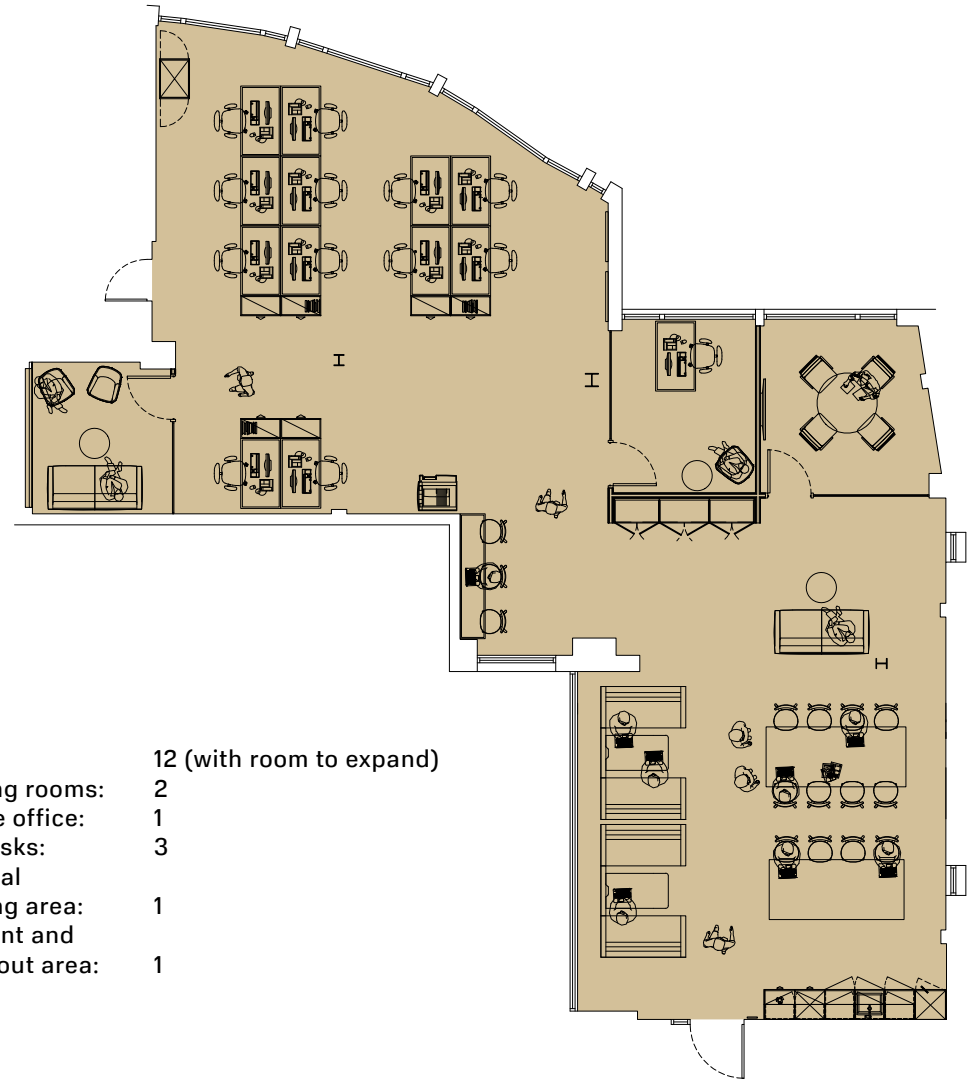 12 (with room to expand)
ng rooms: 2
e office: 1
sks: 3
al
ng area: 1
nt and
out area: 1